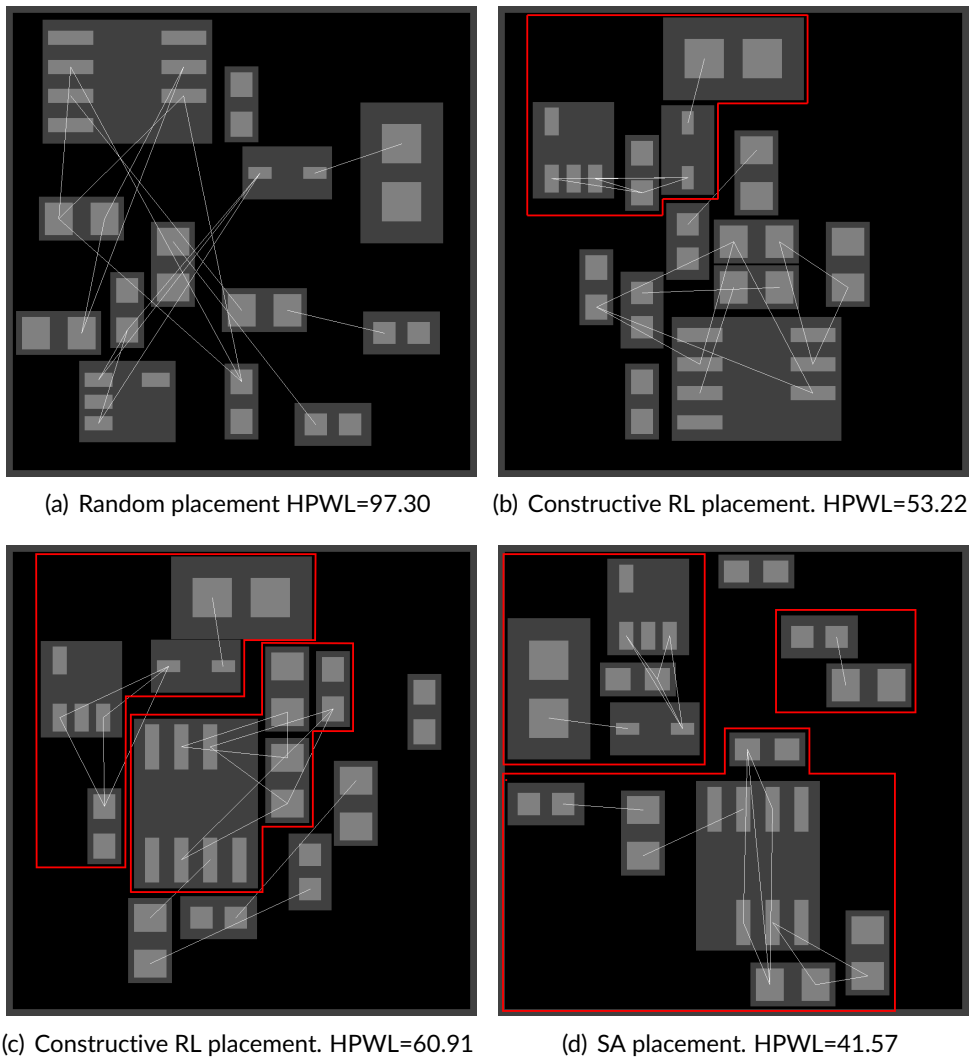 (a) Random placement HPWL=97.30
(b) Constructive RL placement. HPWL=53.22
(c) Constructive RL placement. HPWL=60.91
(d) SA placement. HPWL=41.57